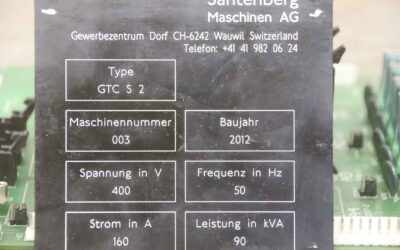 Santenberg
Maschinen AG
Gewerbezentrum Dorf CH-6242 Wauwil Switzerland
Telefon: +41 41 982 06 24
Type
GTC S 2
Maschinennummer
003
Baujahr
2012
Spannung in V
400
Frequenz in Hz
50
Strom in A
160
Leistung in kVA
90